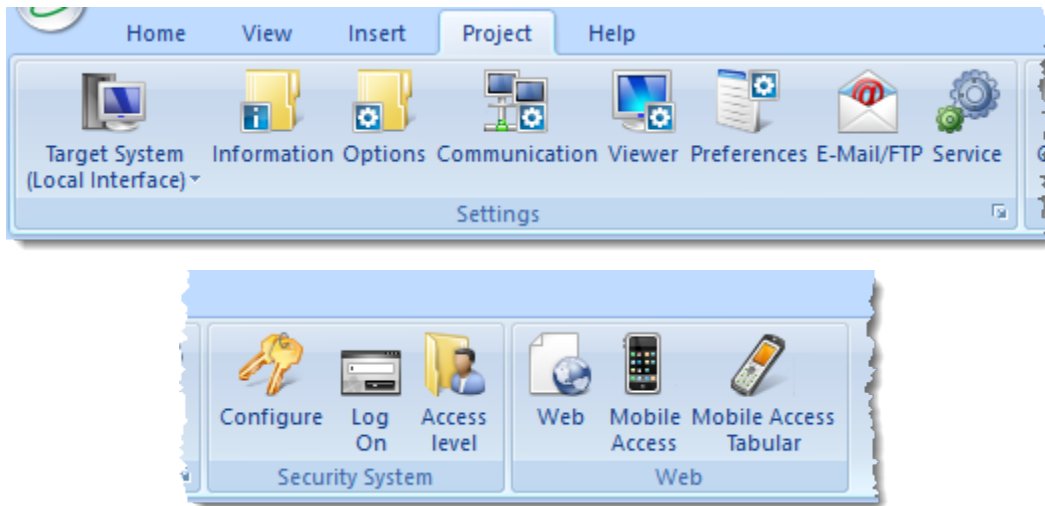 Home View Insert Project Help
Target System Information Options Communication Viewer Preferences E-Mail/FTP Service
(Local Interface)
Settings
Configure Log Access Web Mobile Mobile Access
On level Access Tabular
Security System Web